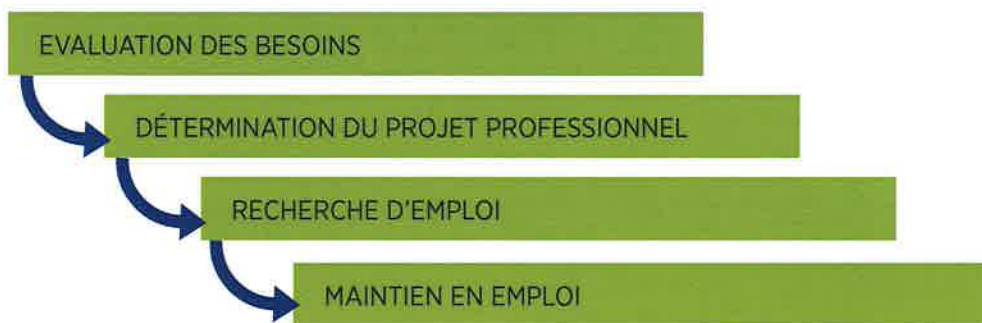 EVALUATION DES BESOINS
DÉTERMINATION DU PROJET PROFESSIONNEL
RECHERCHE D'EMPLOI
MAINTIEN EN EMPLOI